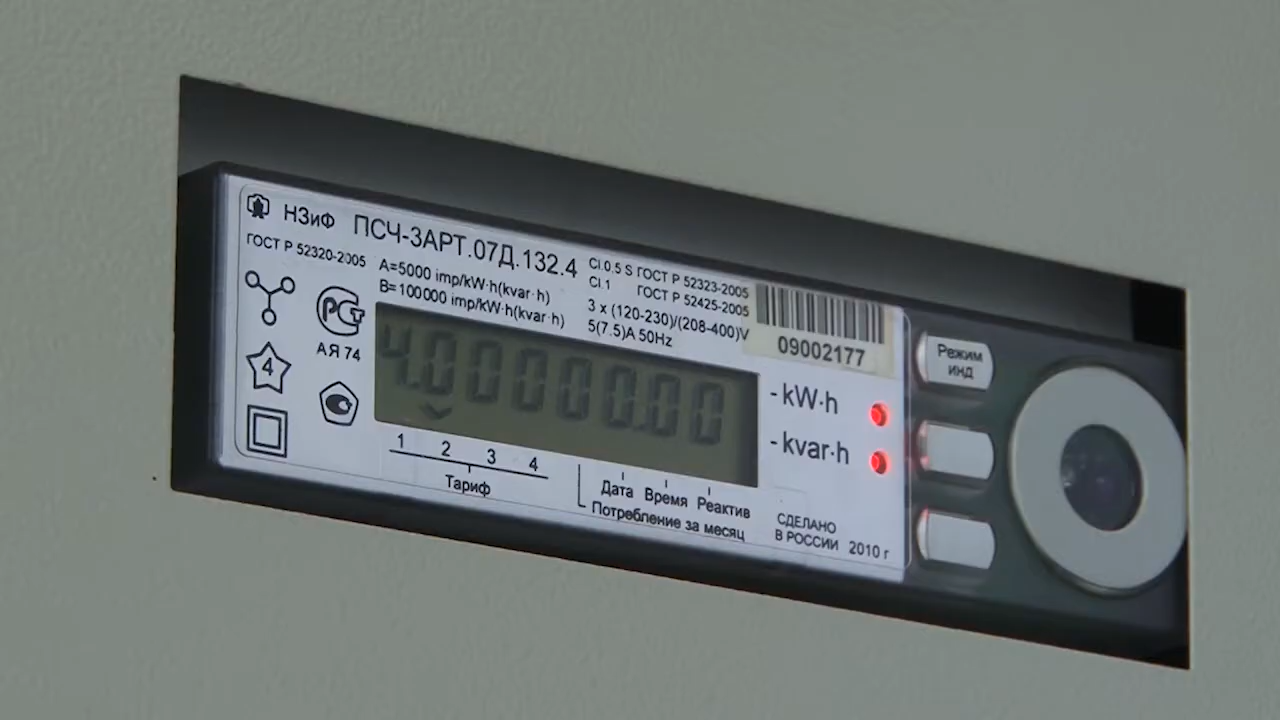 НЗиФ ПСЧ-3АРТ.07Д.132.4
ГОСТ Р 52320-2005
A=5000 imp/kW·h(kvar·h)
B=100000 imp/kW·h(kvar·h)
Cl.0.5 S ГОСТ Р 52323-2005
Cl.1 ГОСТ Р 52425-2005
3 x (120-230)/(208-400)V
5(7.5)A 50Hz
09002177
РСТ
АЯ 74
4
4.00000.00
- kW·h
- kvar·h
1 2 3 4
Тариф
Дата Время Реактив
Потребление за месяц
СДЕЛАНО
В РОССИИ 2010 г
Режим
инд